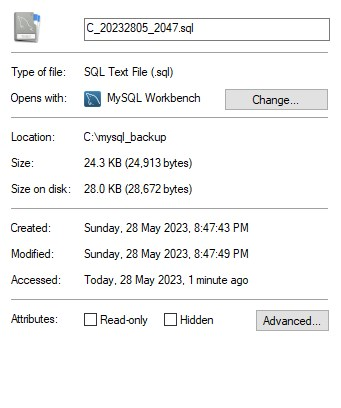 C_20232805_2047.sql
Type of file: SQL Text File (.sql)
Opens with: MySQL Workbench Change...
Location: C:\mysql_backup
Size: 24.3 KB (24,913 bytes)
Size on disk: 28.0 KB (28,672 bytes)
Created: Sunday, 28 May 2023, 8:47:43 PM
Modified: Sunday, 28 May 2023, 8:47:49 PM
Accessed: Today, 28 May 2023, 1 minute ago
Attributes: Read-only Hidden Advanced...